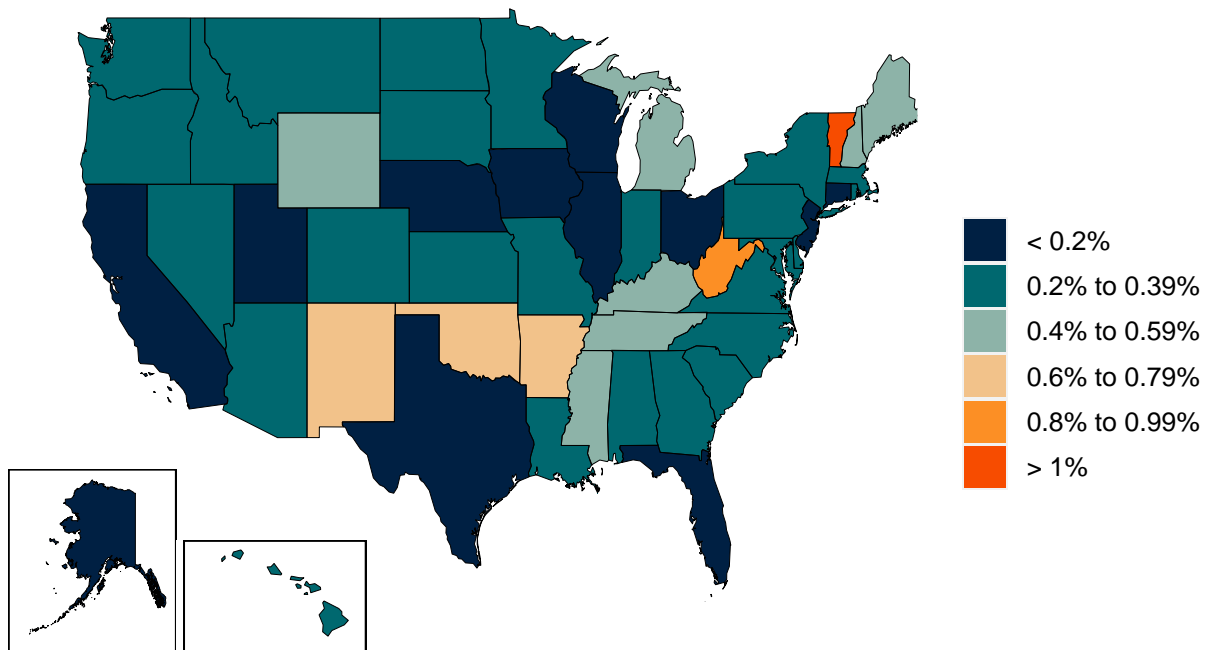 < 0.2%
0.2% to 0.39%
0.4% to 0.59%
0.6% to 0.79%
0.8% to 0.99%
> 1%